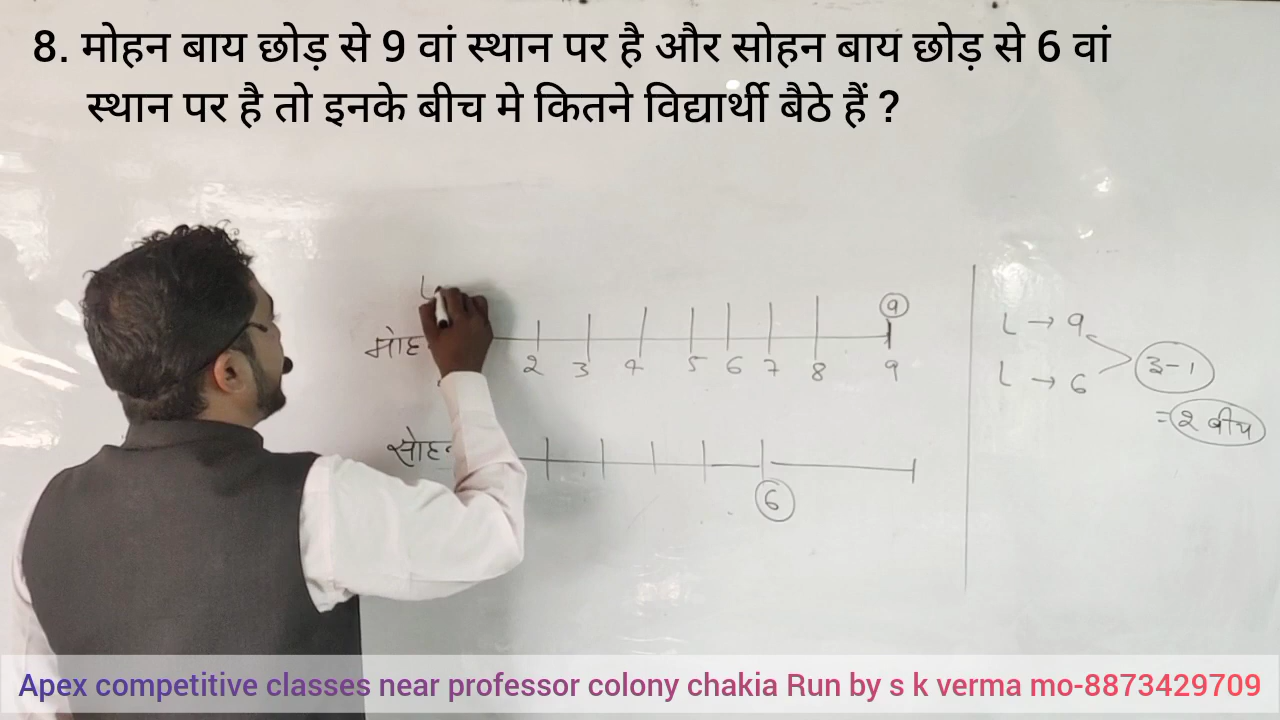 8. मोहन बाय छोड़ से 9 वां स्थान पर है और सोहन बाय छोड़ से 6 वां
स्थान पर है तो इनके बीच मे कितने विद्यार्थी बैठे हैं ?
L
9
मोह
2 3 4 5 6 7 8 9
सोहन
6
L → 9
L → 6
3-1
= 2 बीच
Apex competitive classes near professor colony chakia Run by s k verma mo-8873429709